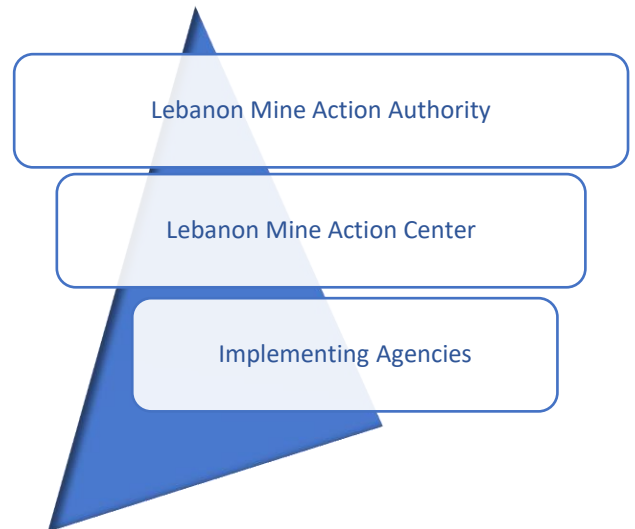 Lebanon Mine Action Authority
Lebanon Mine Action Center
Implementing Agencies